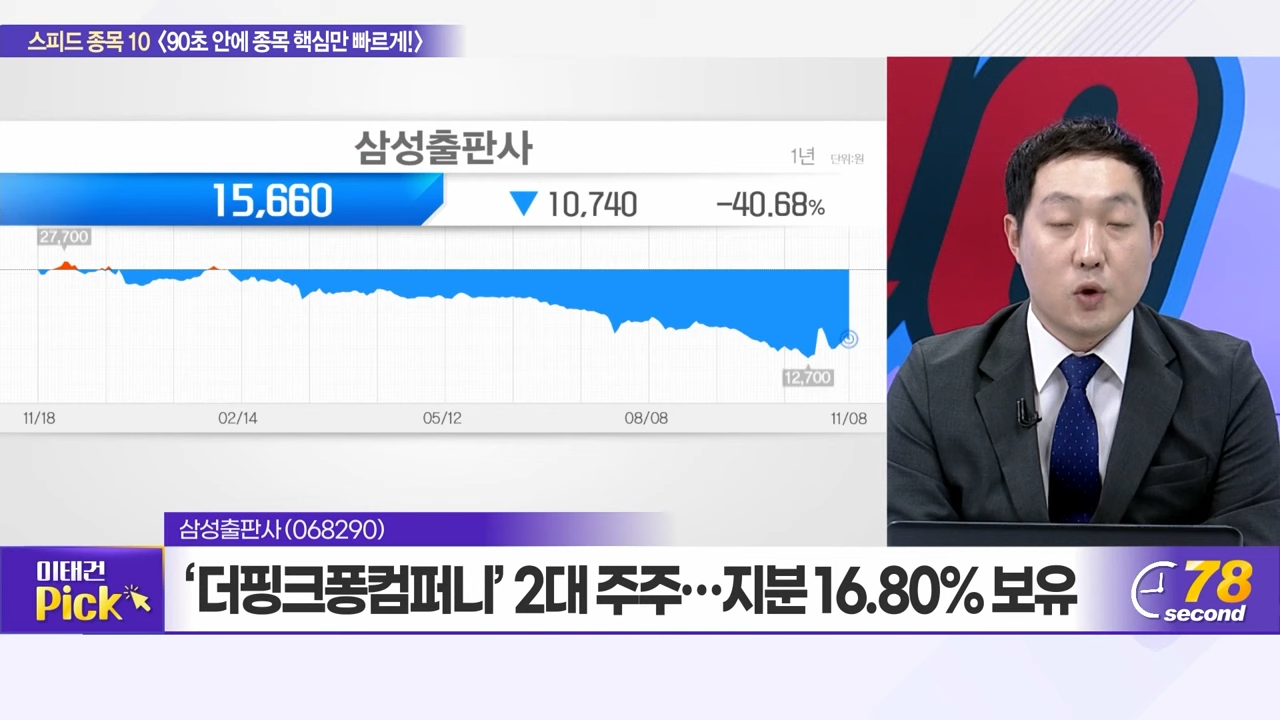 스피드 종목 10 <90초 안에 종목 핵심만 빠르게!>
삼성출판사
1년 단위:원
15,660 ▼ 10,740 -40.68%
27,700
12,700
11/18 02/14 05/12 08/08 11/08
삼성출판사(068290)
이태건
Pick
‘더핑크퐁컴퍼니’ 2대 주주…지분 16.80% 보유
78
second